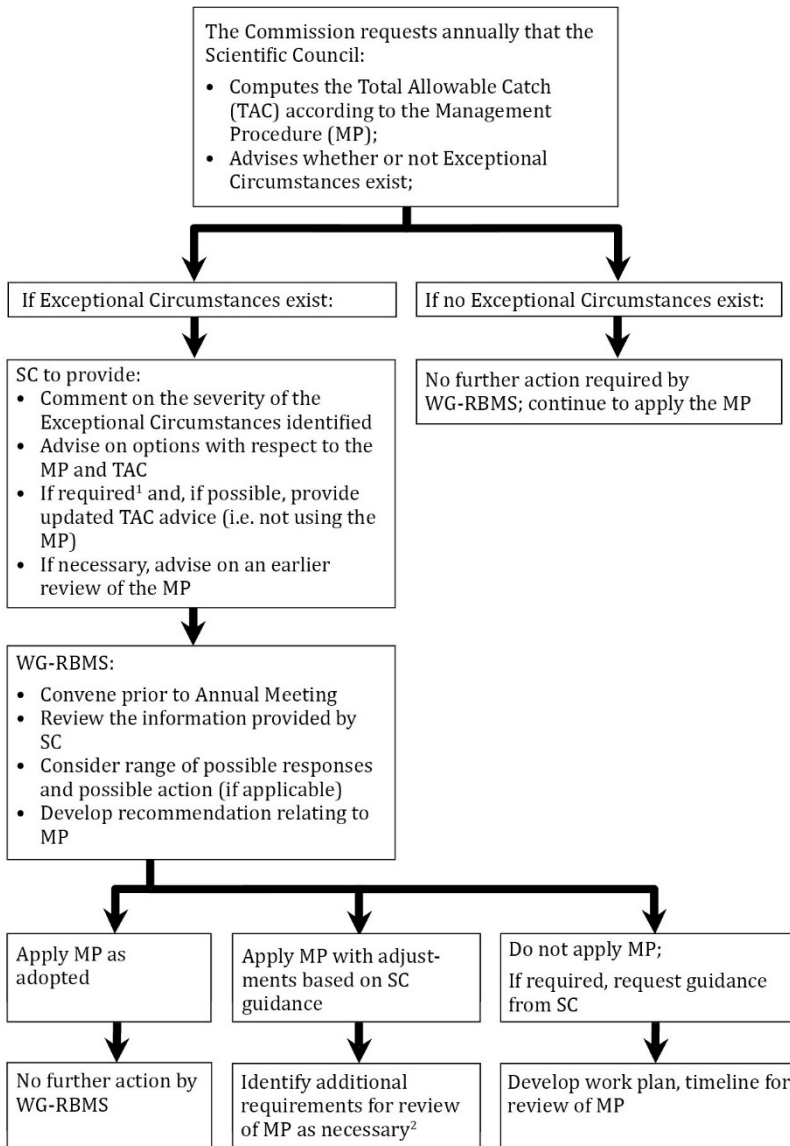 The Commission requests annually that the
Scientific Council:
• Computes the Total Allowable Catch
(TAC) according to the Management
Procedure (MP);
• Advises whether or not Exceptional
Circumstances exist;
If Exceptional Circumstances exist:
If no Exceptional Circumstances exist:
SC to provide:
• Comment on the severity of the
Exceptional Circumstances identified
• Advise on options with respect to the
MP and TAC
• If required¹ and, if possible, provide
updated TAC advice (i.e. not using the
MP)
• If necessary, advise on an earlier
review of the MP
No further action required by
WG-RBMS; continue to apply the MP
WG-RBMS:
• Convene prior to Annual Meeting
• Review the information provided by
SC
• Consider range of possible responses
and possible action (if applicable)
• Develop recommendation relating to
MP
Apply MP as
adopted
Apply MP with adjust-
ments based on SC
guidance
Do not apply MP;
If required, request guidance
from SC
No further action by
WG-RBMS
Identify additional
requirements for review
of MP as necessary²
Develop work plan, timeline for
review of MP